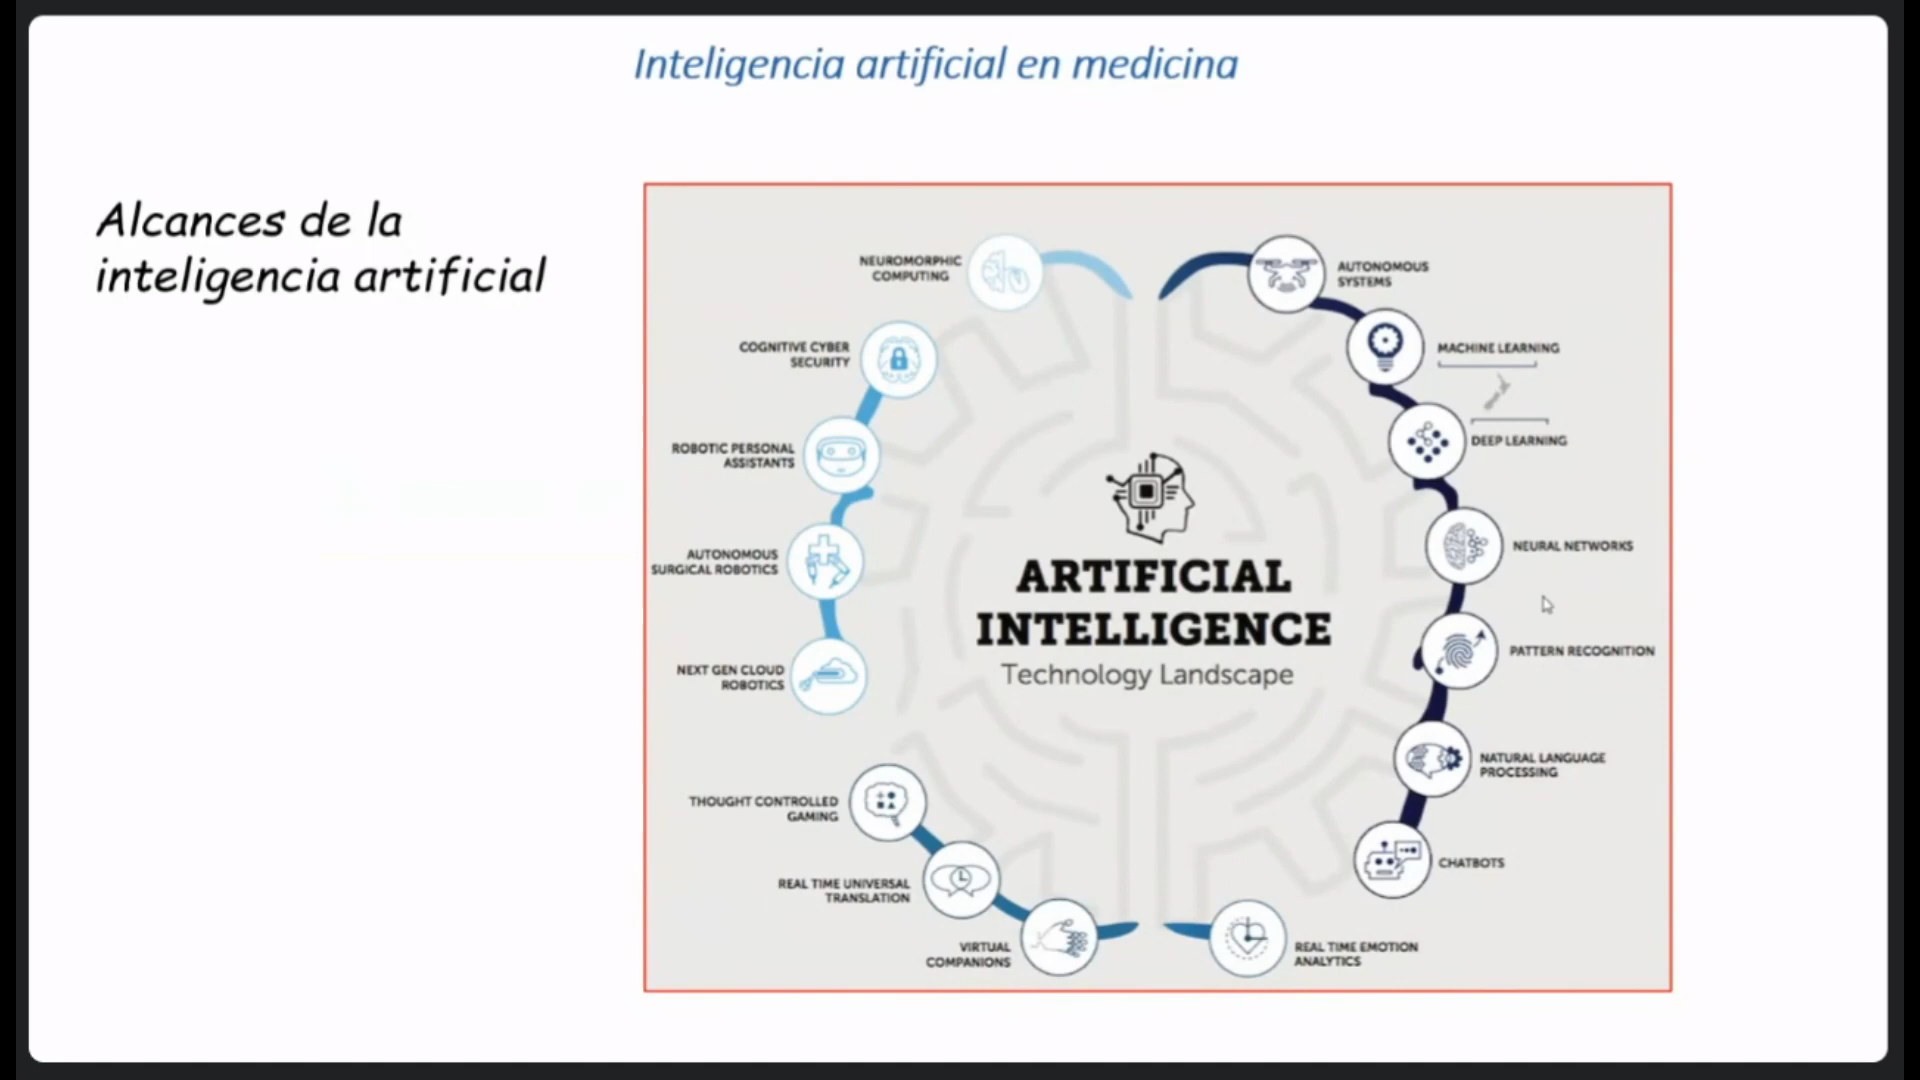 Inteligencia artificial en medicina
Alcances de la
inteligencia artificial
NEUROMORPHIC
COMPUTING
COGNITIVE CYBER
SECURITY
ROBOTIC PERSONAL
ASSISTANTS
AUTONOMOUS
SURGICAL ROBOTICS
NEXT GEN CLOUD
ROBOTICS
THOUGHT CONTROLLED
GAMING
REAL TIME UNIVERSAL
TRANSLATION
VIRTUAL
COMPANIONS
ARTIFICIAL
INTELLIGENCE
Technology Landscape
AUTONOMOUS
SYSTEMS
MACHINE LEARNING
DEEP LEARNING
NEURAL NETWORKS
PATTERN RECOGNITION
NATURAL LANGUAGE
PROCESSING
CHATBOTS
REAL TIME EMOTION
ANALYTICS